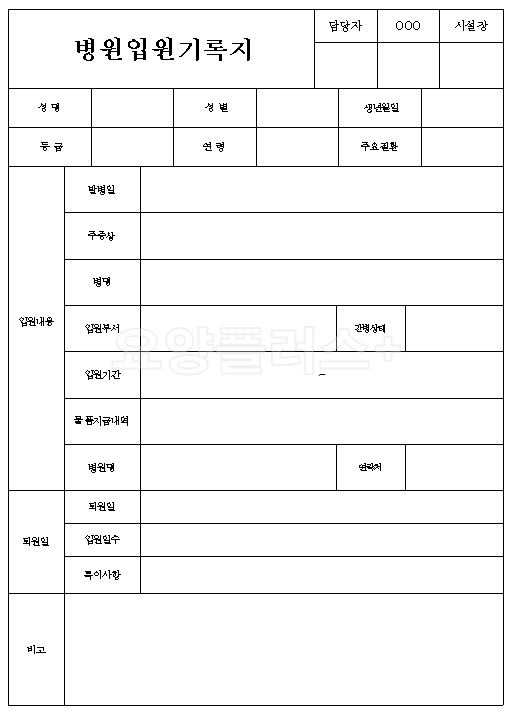 병원입원기록지
담당자 000 시설장
성 명 성 별 생년월일
등 급 연 령 주요질환
입원내용
발병일
주증상
병명
입원부서 간병상태
입원기간 ~
물품지급내역
병원명 연락처
퇴원일
퇴원일
입원일수
특이사항
비고
요양플러스+